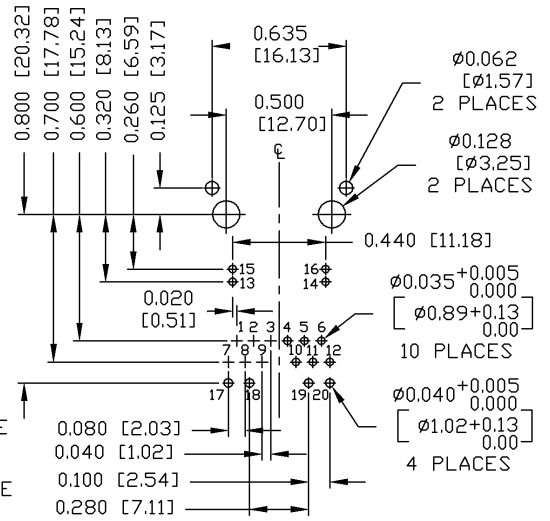 0.800 [20.32]
0.700 [17.78]
0.600 [15.24]
0.320 [8.13]
0.260 [6.59]
0.125 [3.17]
0.635
[16.13]
0.500
[12.70]
℄
ø0.062
[ø1.57]
2 PLACES
ø0.128
[ø3.25]
2 PLACES
0.440 [11.18]
15
16
13
14
0.020
[0.51]
ø0.035+0.005
0.000
[ø0.89+0.13
0.00]
10 PLACES
1 2 3 4 5 6
7 8 9 10 11 12
17 18 19 20
ø0.040+0.005
0.000
[ø1.02+0.13
0.00]
4 PLACES
E
0.080 [2.03]
0.040 [1.02]
E
0.100 [2.54]
0.280 [7.11]